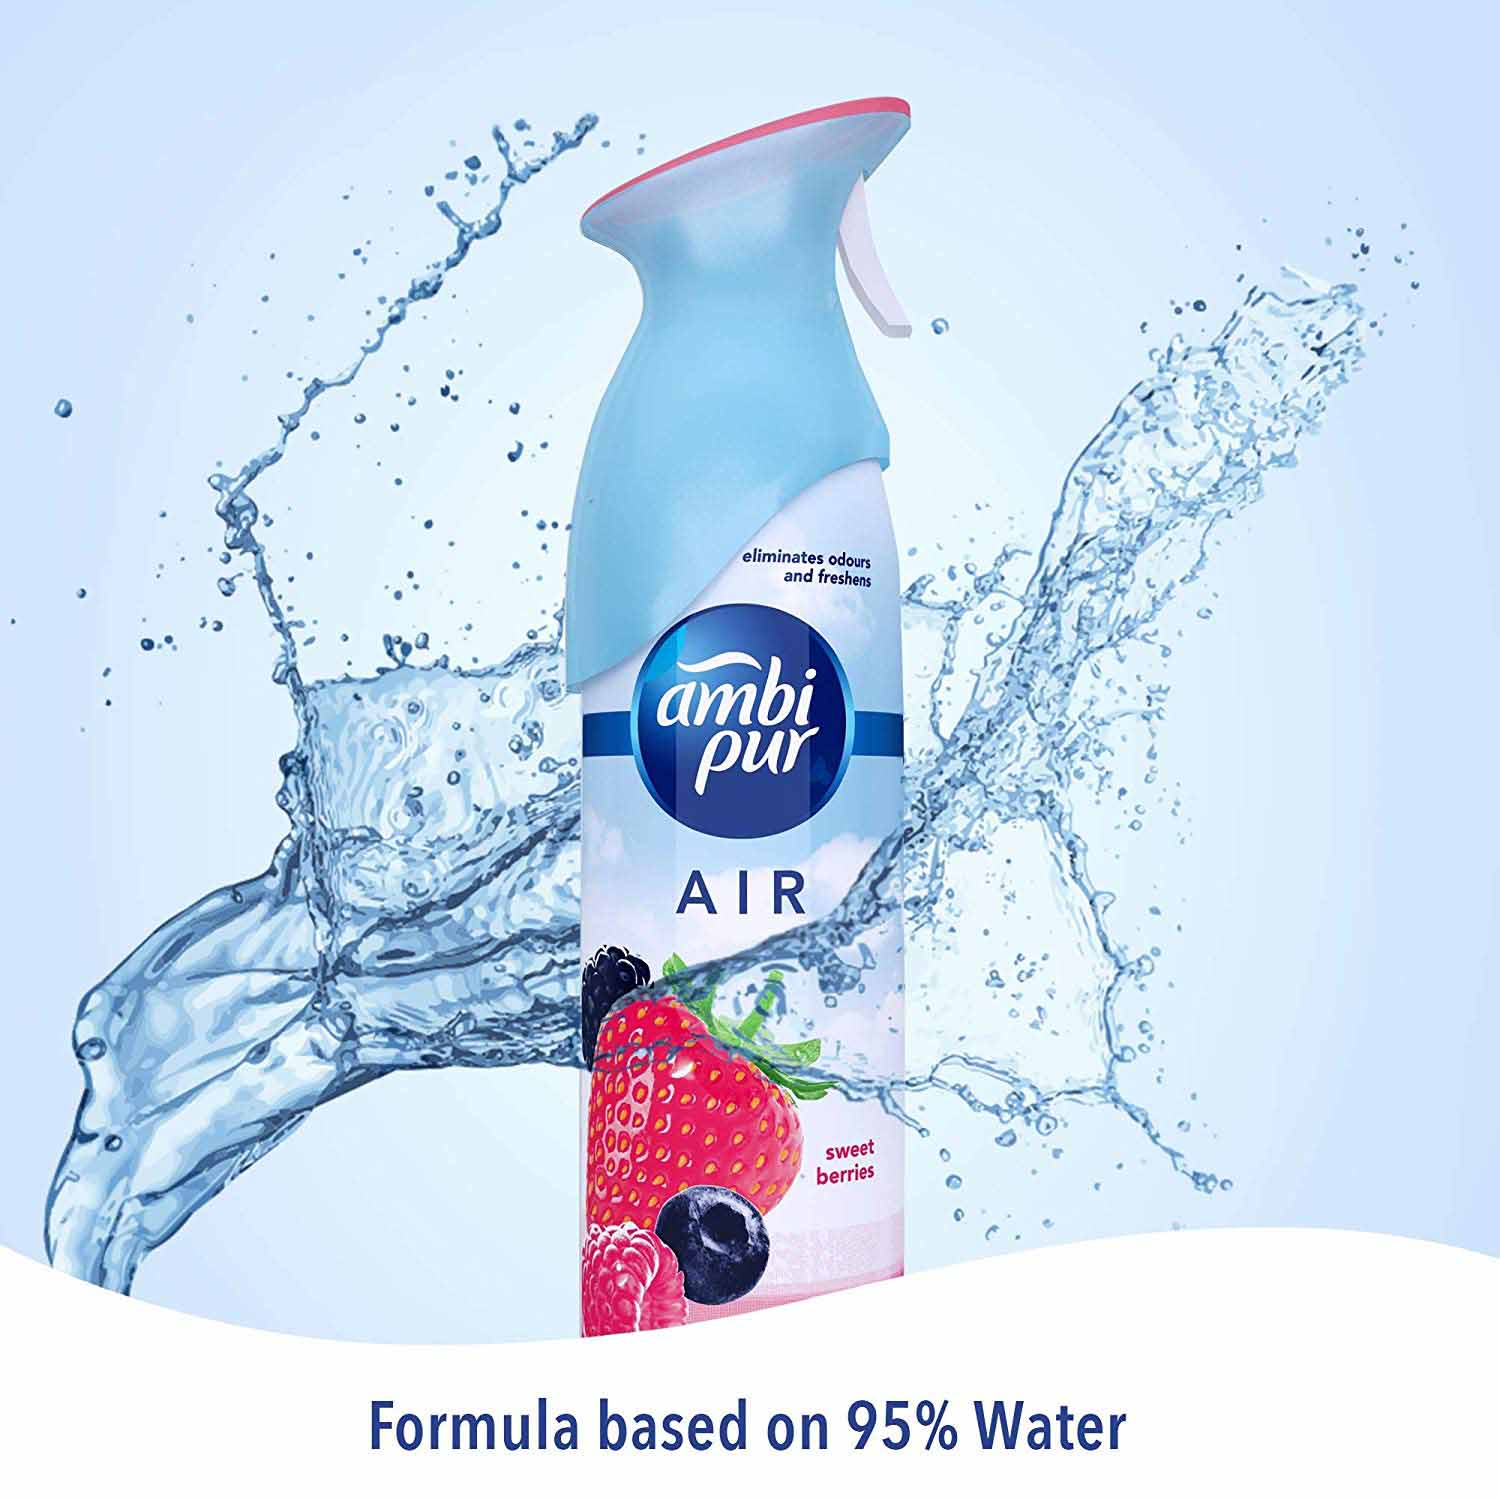 eliminates odours
and freshens
ambi
pur
AIR
sweet
berries
Formula based on 95% Water